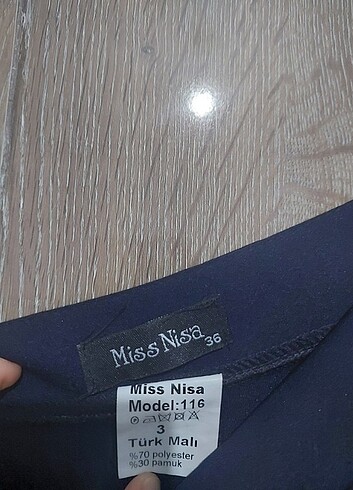 Miss Nisa
36
Miss Nisa
Model:116
3
Türk Malı
%70 polyester
%30 pamuk